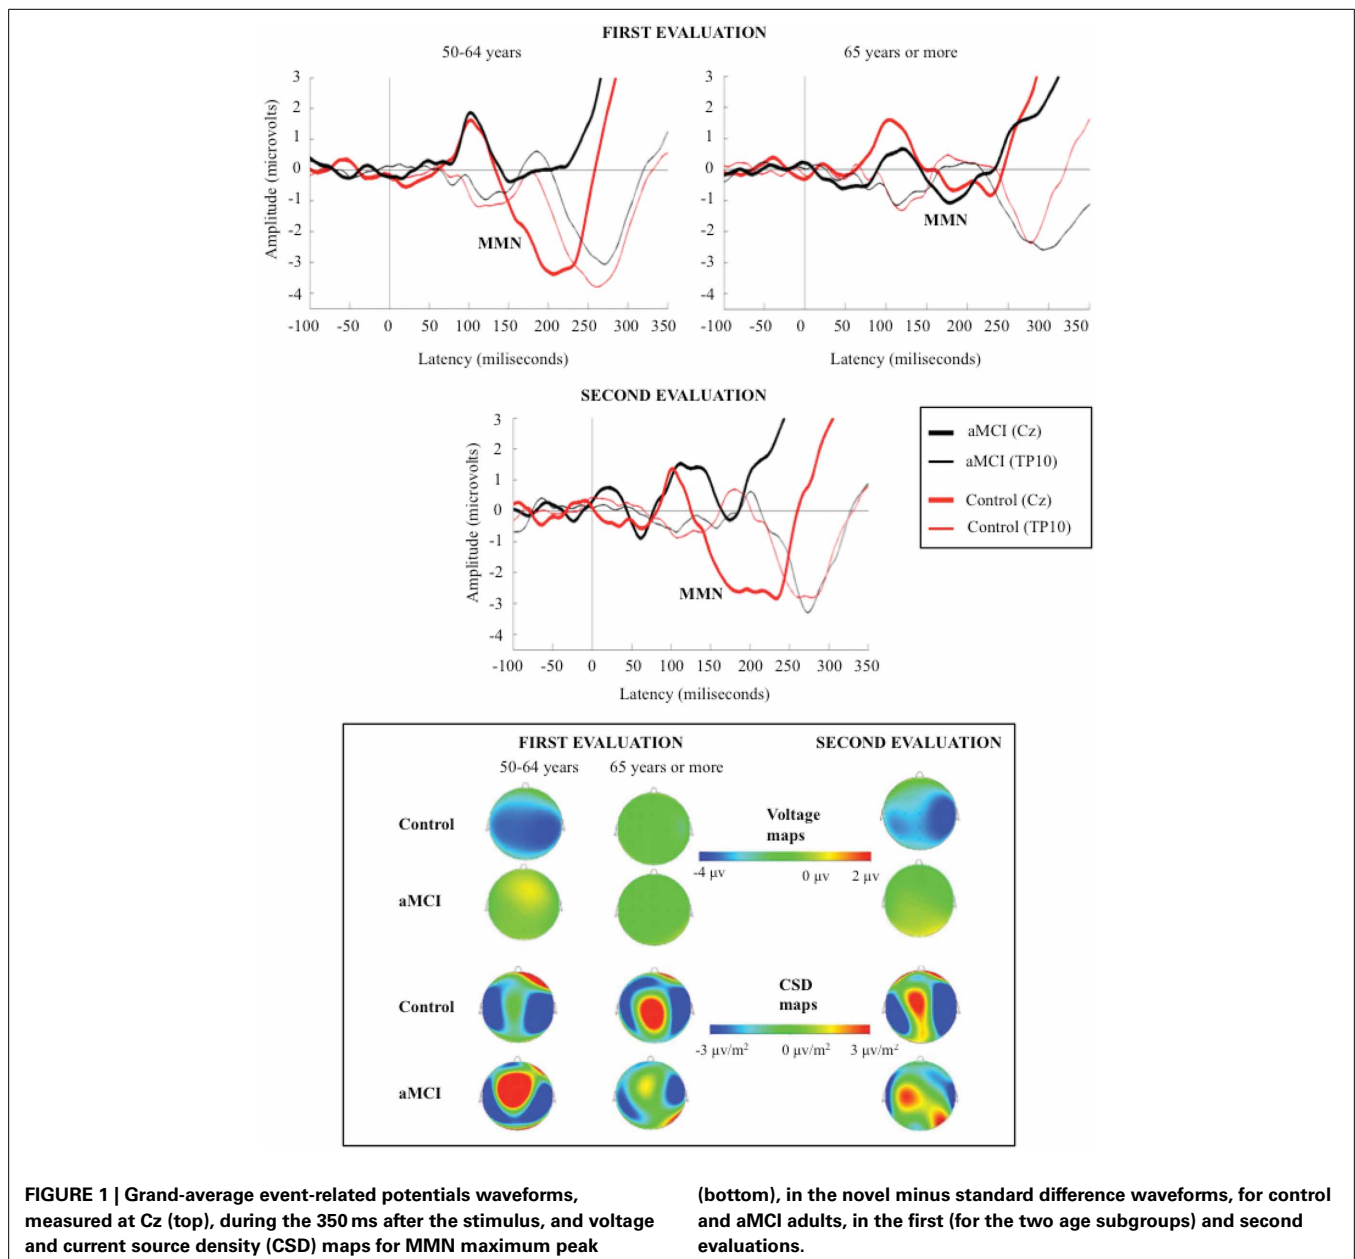 FIRST EVALUATION
50-64 years
65 years or more
3
2
1
0
-1
-2
-3
-4
Amplitude (microvolts)
MMN
-100 -50 0 50 100 150 200 250 300 350
Latency (miliseconds)
3
2
1
0
-1
-2
-3
-4
MMN
-100 -50 0 50 100 150 200 250 300 350
Latency (miliseconds)
SECOND EVALUATION
3
2
1
0
-1
-2
-3
-4
Amplitude (microvolts)
MMN
-100 -50 0 50 100 150 200 250 300 350
Latency (miliseconds)
aMCI (Cz)
aMCI (TP10)
Control (Cz)
Control (TP10)
FIRST EVALUATION
SECOND EVALUATION
50-64 years
65 years or more
Control
Voltage
maps
-4 µv 0 µv 2 µv
aMCI
Control
CSD
maps
-3 µv/m² 0 µv/m² 3 µv/m²
aMCI
FIGURE 1 | Grand-average event-related potentials waveforms,
measured at Cz (top), during the 350 ms after the stimulus, and voltage
and current source density (CSD) maps for MMN maximum peak
(bottom), in the novel minus standard difference waveforms, for control
and aMCI adults, in the first (for the two age subgroups) and second
evaluations.